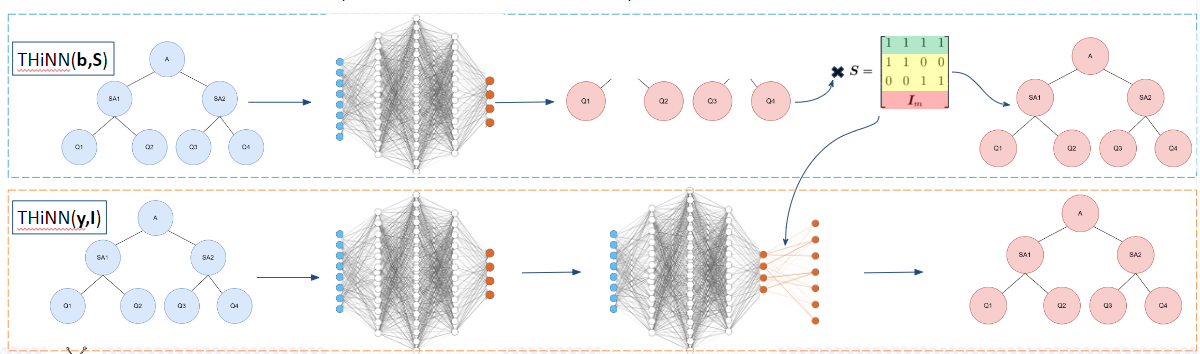 THiNN(b,S)
A
SA1 SA2
Q1 Q2 Q3 Q4
Q1 Q2 Q3 Q4
✖ S =
1 1 1 1
1 1 0 0
0 0 1 1
Im
A
SA1 SA2
Q1 Q2 Q3 Q4
THiNN(y,I)
A
SA1 SA2
Q1 Q2 Q3 Q4
A
SA1 SA2
Q1 Q2 Q3 Q4